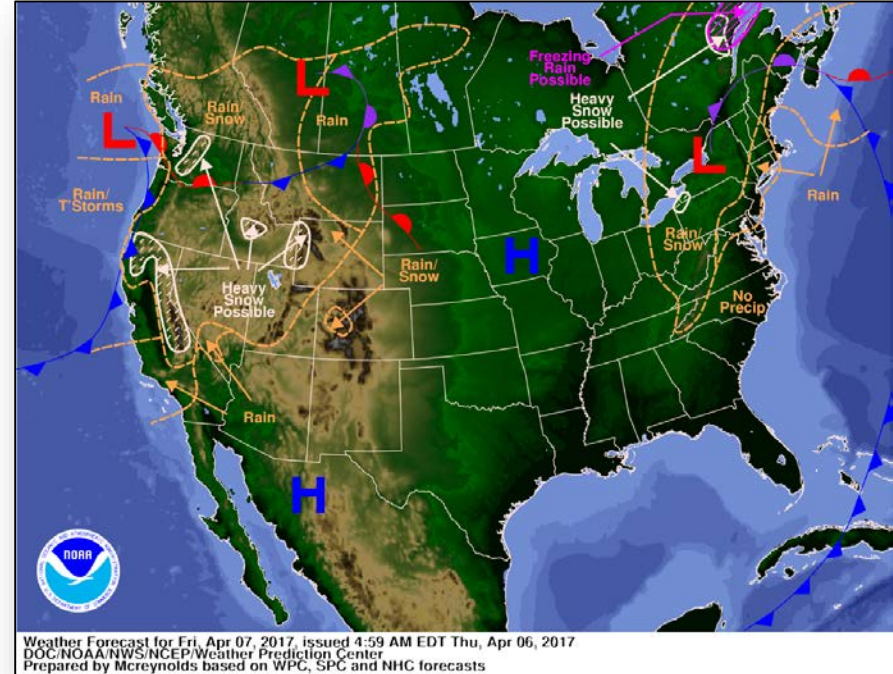 Freezing
Rain
Possible
Heavy
Snow
Possible
L
L
L
Rain
Rain/
Snow
Rain
Rain/
T'Storms
Rain
Rain/
Snow
H
Rain/
Snow
Heavy
Snow
Possible
No
Precip
Rain
H
NOAA
Weather Forecast for Fri, Apr 07, 2017, issued 4:59 AM EDT Thu, Apr 06, 2017
DOC/NOAA/NWS/NCEP/Weather Prediction Center
Prepared by Mcreynolds based on WPC, SPC and NHC forecasts